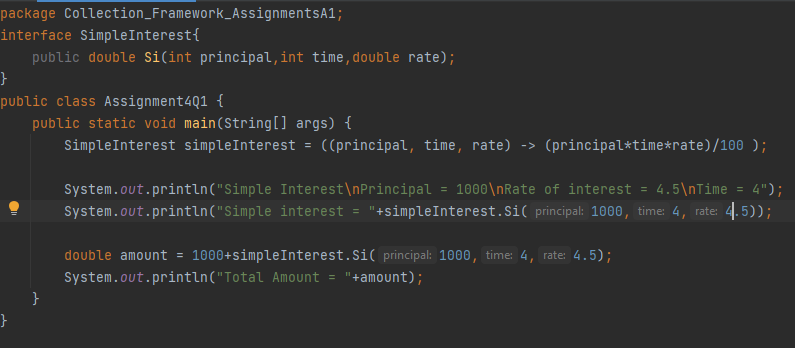 package Collection_Framework_AssignmentsA1;
interface SimpleInterest{
    public double Si(int principal,int time,double rate);
}
public class Assignment4Q1 {
    public static void main(String[] args) {
        SimpleInterest simpleInterest = ((principal, time, rate) -> (principal*time*rate)/100 );
        System.out.println("Simple Interest\nPrincipal = 1000\nRate of interest = 4.5\nTime = 4");
        System.out.println("Simple interest = "+simpleInterest.Si( principal: 1000, time: 4, rate: 4.5));
        double amount = 1000+simpleInterest.Si( principal: 1000, time: 4, rate: 4.5);
        System.out.println("Total Amount = "+amount);
    }
}